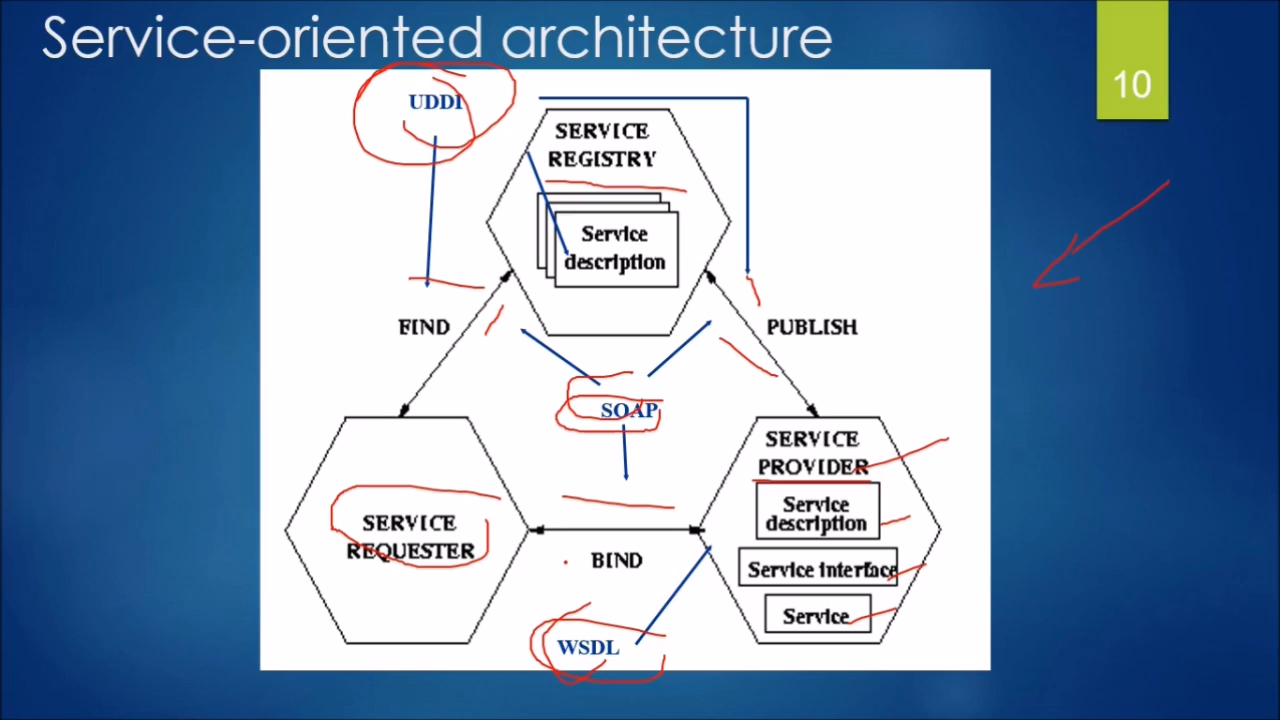 Service-oriented architecture
10
UDDI
SERVICE
REGISTRY
Service
description
FIND
PUBLISH
SOAP
SERVICE
REQUESTER
BIND
SERVICE
PROVIDER
Service
description
Service interface
Service
WSDL